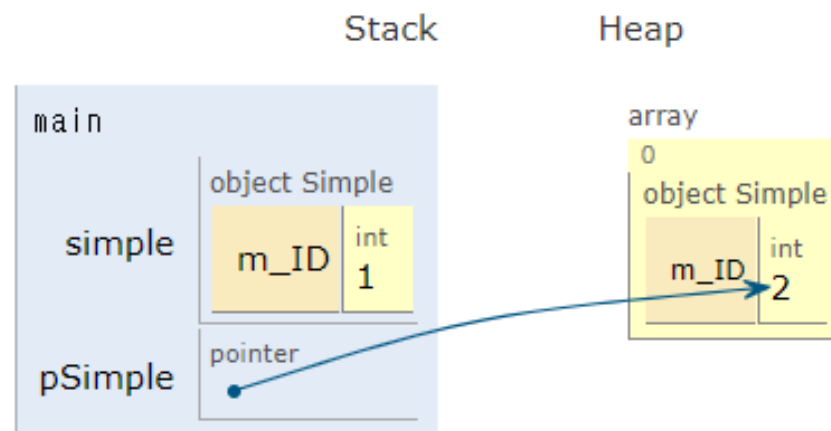 Stack Heap
main
array
0
object Simple
object Simple
simple
m_ID
int
1
m_ID
int
2
pointer
pSimple